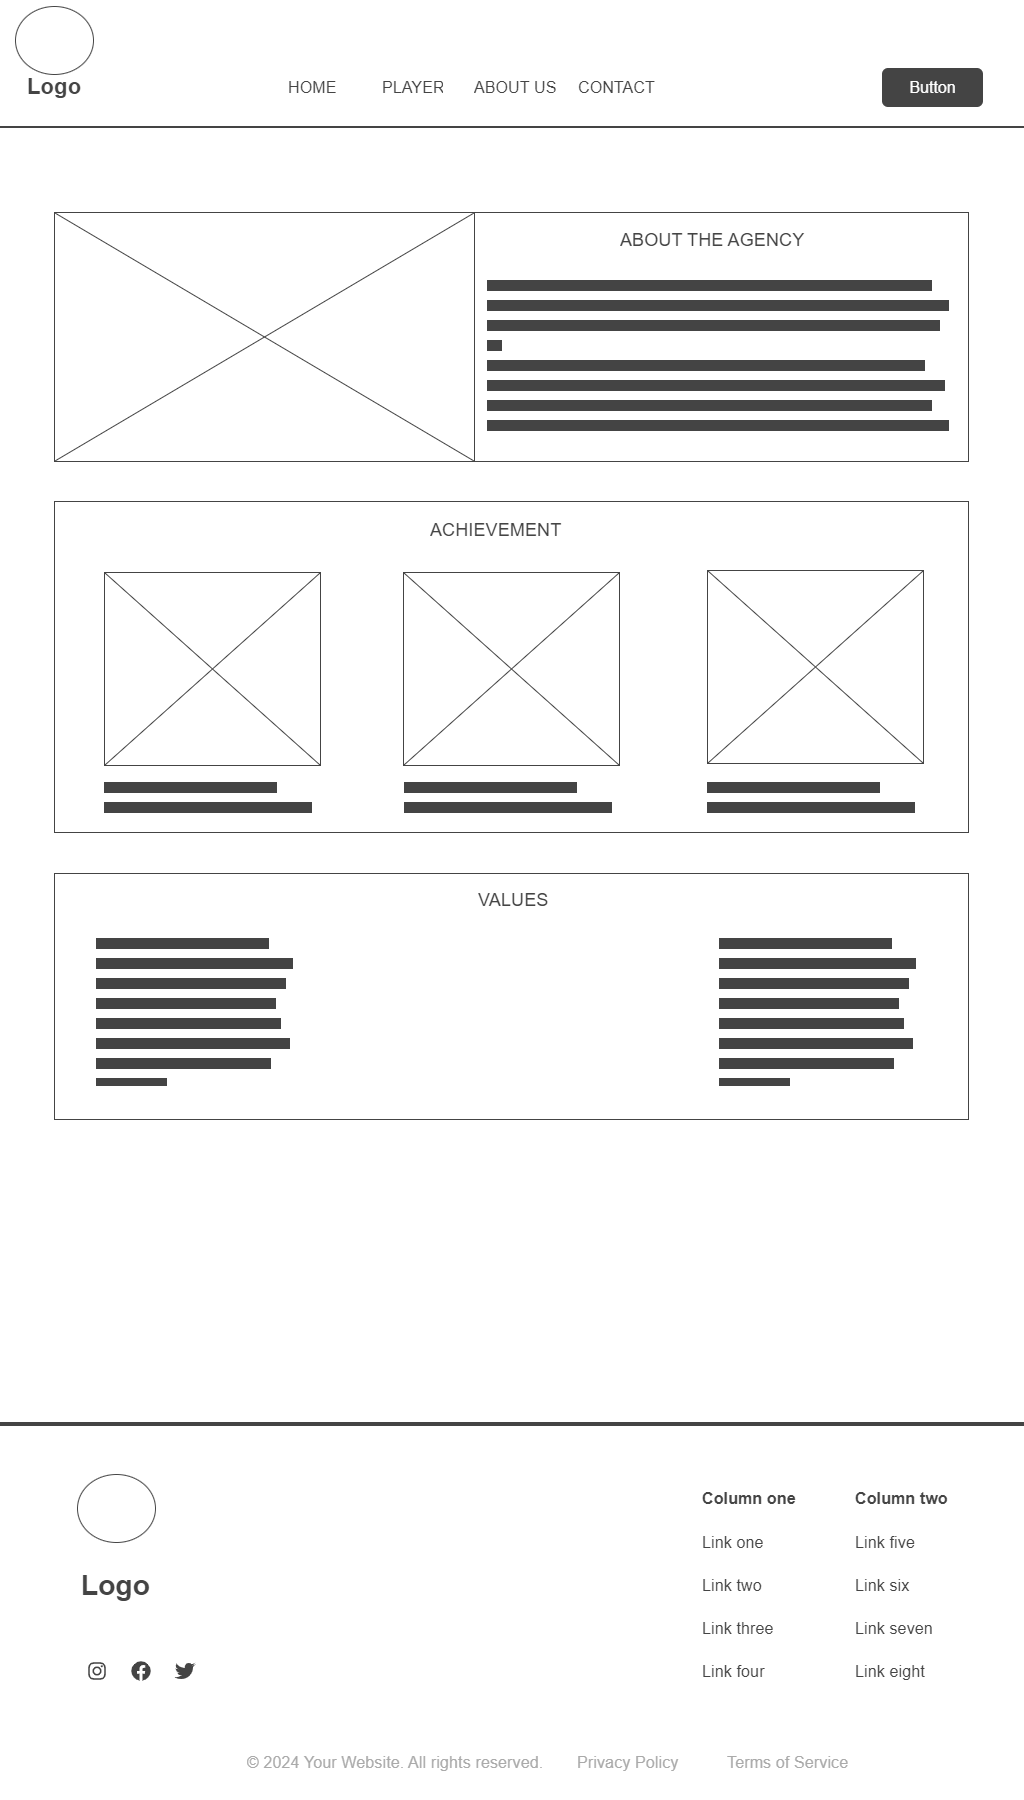 Logo
HOME PLAYER ABOUT US CONTACT
Button
ABOUT THE AGENCY
ACHIEVEMENT
VALUES
Logo
Column one
Link one
Link two
Link three
Link four
Column two
Link five
Link six
Link seven
Link eight
© 2024 Your Website. All rights reserved. Privacy Policy Terms of Service